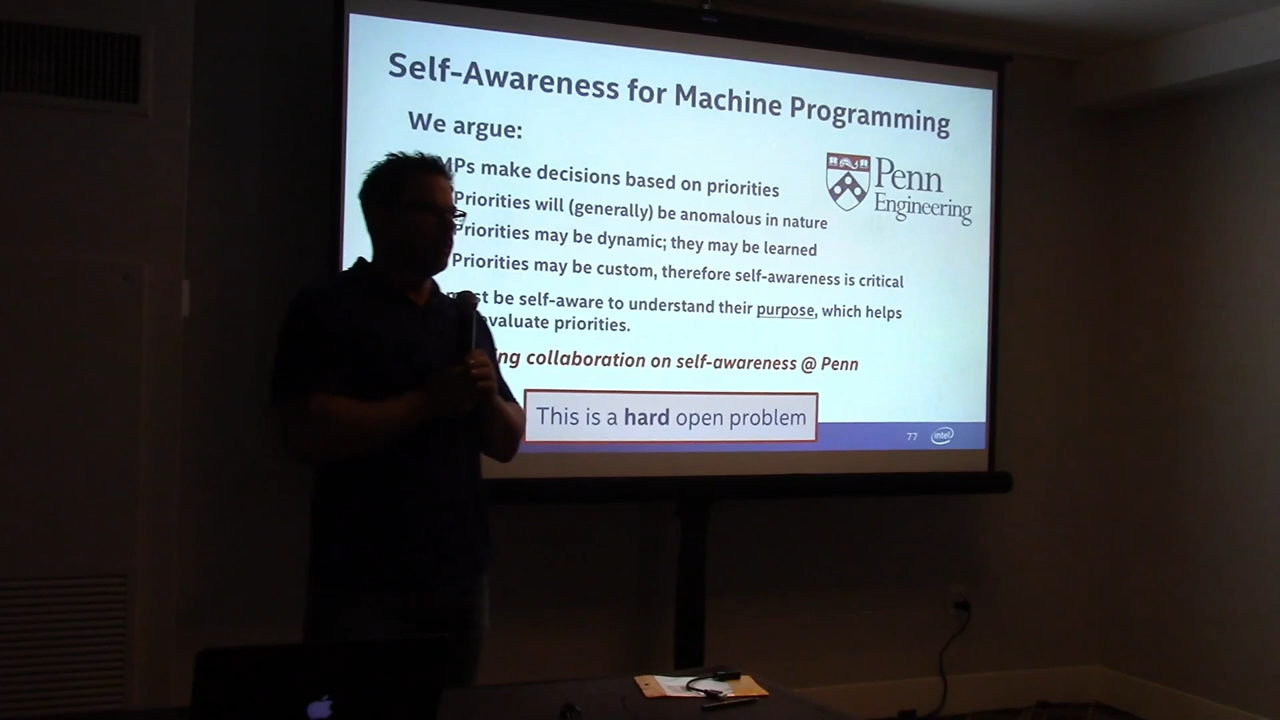 Self-Awareness for Machine Programming
We argue:
MPs make decisions based on priorities
Priorities will (generally) be anomalous in nature
Priorities may be dynamic; they may be learned
Priorities may be custom, therefore self-awareness is critical
be self-aware to understand their purpose, which helps
evaluate priorities.
collaboration on self-awareness @ Penn
This is a hard open problem
Penn
Engineering
77
intel